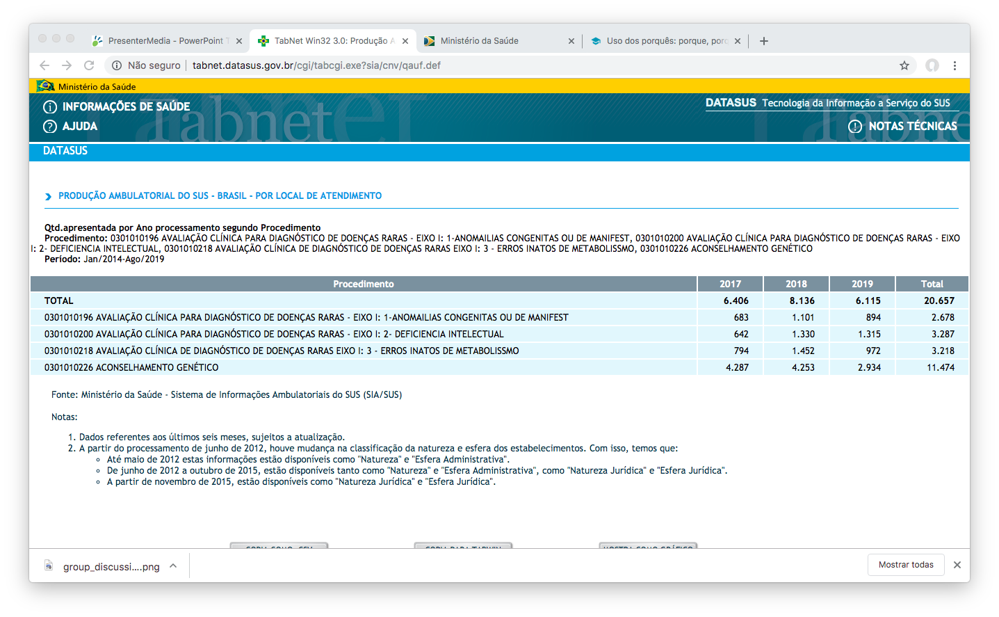 PresenterMedia - PowerPoint T
TabNet Win32 3.0: Produção A
Ministério da Saúde
Uso dos porquês: porque, porq
Não seguro
tabnet.datasus.gov.br/cgi/tabcgi.exe?sia/cnv/qauf.def
Ministério da Saúde
INFORMAÇÕES DE SAÚDE
DATASUS Tecnologia da Informação a Serviço do SUS
Tabnet
AJUDA
NOTAS TÉCNICAS
DATASUS
PRODUÇÃO AMBULATORIAL DO SUS - BRASIL - POR LOCAL DE ATENDIMENTO
Qtd.apresentada por Ano processamento segundo Procedimento
Procedimento: 0301010196 AVALIAÇÃO CLÍNICA PARA DIAGNÓSTICO DE DOENÇAS RARAS - EIXO I: 1-ANOMAILIAS CONGENITAS OU DE MANIFEST, 0301010200 AVALIAÇÃO CLÍNICA PARA DIAGNÓSTICO DE DOENÇAS RARAS - EIXO
I: 2- DEFICIENCIA INTELECTUAL, 0301010218 AVALIAÇÃO CLÍNICA DE DIAGNÓSTICO DE DOENÇAS RARAS EIXO I: 3 - ERROS INATOS DE METABOLISSMO, 0301010226 ACONSELHAMENTO GENÉTICO
Período: Jan/2014-Ago/2019
Procedimento 2017 2018 2019 Total
TOTAL 6.406 8.136 6.115 20.657
0301010196 AVALIAÇÃO CLÍNICA PARA DIAGNÓSTICO DE DOENÇAS RARAS - EIXO I: 1-ANOMAILIAS CONGENITAS OU DE MANIFEST 683 1.101 894 2.678
0301010200 AVALIAÇÃO CLÍNICA PARA DIAGNÓSTICO DE DOENÇAS RARAS - EIXO I: 2- DEFICIENCIA INTELECTUAL 642 1.330 1.315 3.287
0301010218 AVALIAÇÃO CLÍNICA DE DIAGNÓSTICO DE DOENÇAS RARAS EIXO I: 3 - ERROS INATOS DE METABOLISSMO 794 1.452 972 3.218
0301010226 ACONSELHAMENTO GENÉTICO 4.287 4.253 2.934 11.474
Fonte: Ministério da Saúde - Sistema de Informações Ambulatoriais do SUS (SIA/SUS)
Notas:
1. Dados referentes aos últimos seis meses, sujeitos a atualização.
2. A partir do processamento de junho de 2012, houve mudança na classificação da natureza e esfera dos estabelecimentos. Com isso, temos que:
Até maio de 2012 estas informações estão disponíveis como "Natureza" e "Esfera Administrativa".
De junho de 2012 a outubro de 2015, estão disponíveis tanto como "Natureza" e "Esfera Administrativa", como "Natureza Jurídica" e "Esfera Jurídica".
A partir de novembro de 2015, estão disponíveis como "Natureza Jurídica" e "Esfera Jurídica".
COPIA COMO .CSV
COPIA PARA TABWIN
MOSTRA COMO GRÁFICO
group_discussi....png
Mostrar todas